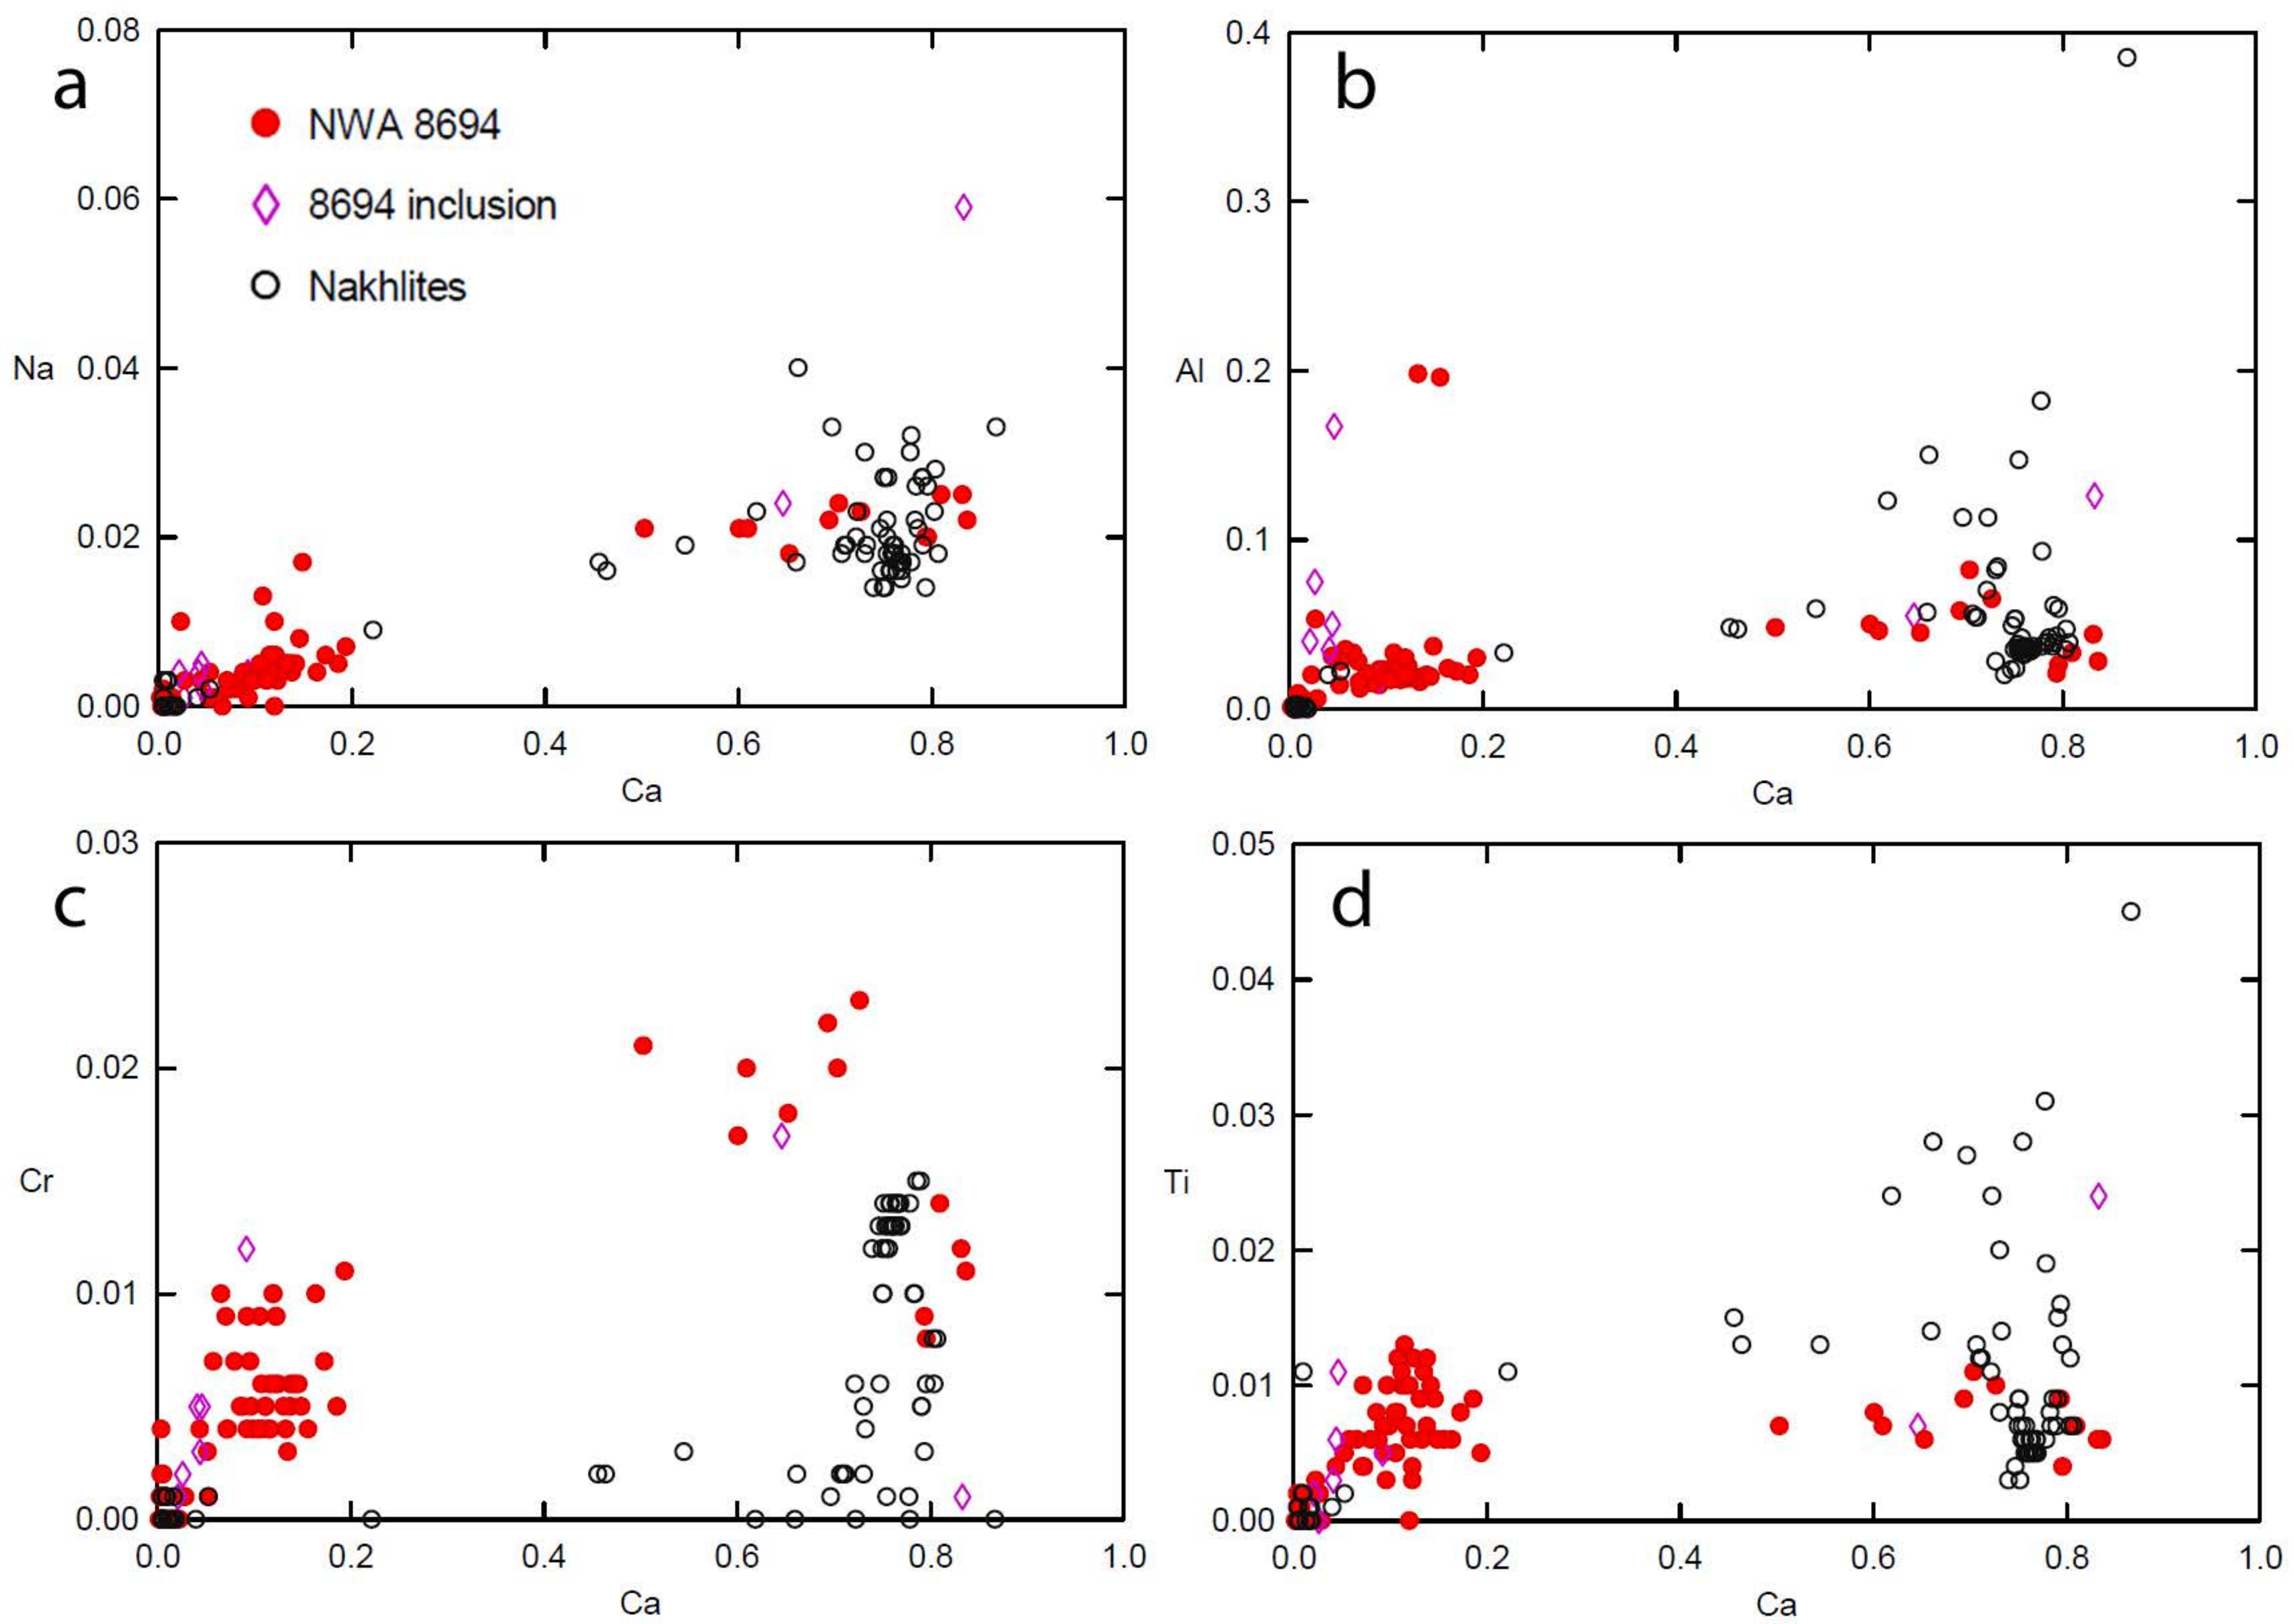 a
NWA 8694
8694 inclusion
Nakhlites
0.08
0.06
Na 0.04
0.02
0.00
0.0 0.2 0.4 0.6 0.8 1.0
Ca
b
0.4
0.3
Al 0.2
0.1
0.0
0.0 0.2 0.4 0.6 0.8 1.0
Ca
c
0.03
0.02
Cr
0.01
0.00
0.0 0.2 0.4 0.6 0.8 1.0
Ca
d
0.05
0.04
0.03
Ti
0.02
0.01
0.00
0.0 0.2 0.4 0.6 0.8 1.0
Ca